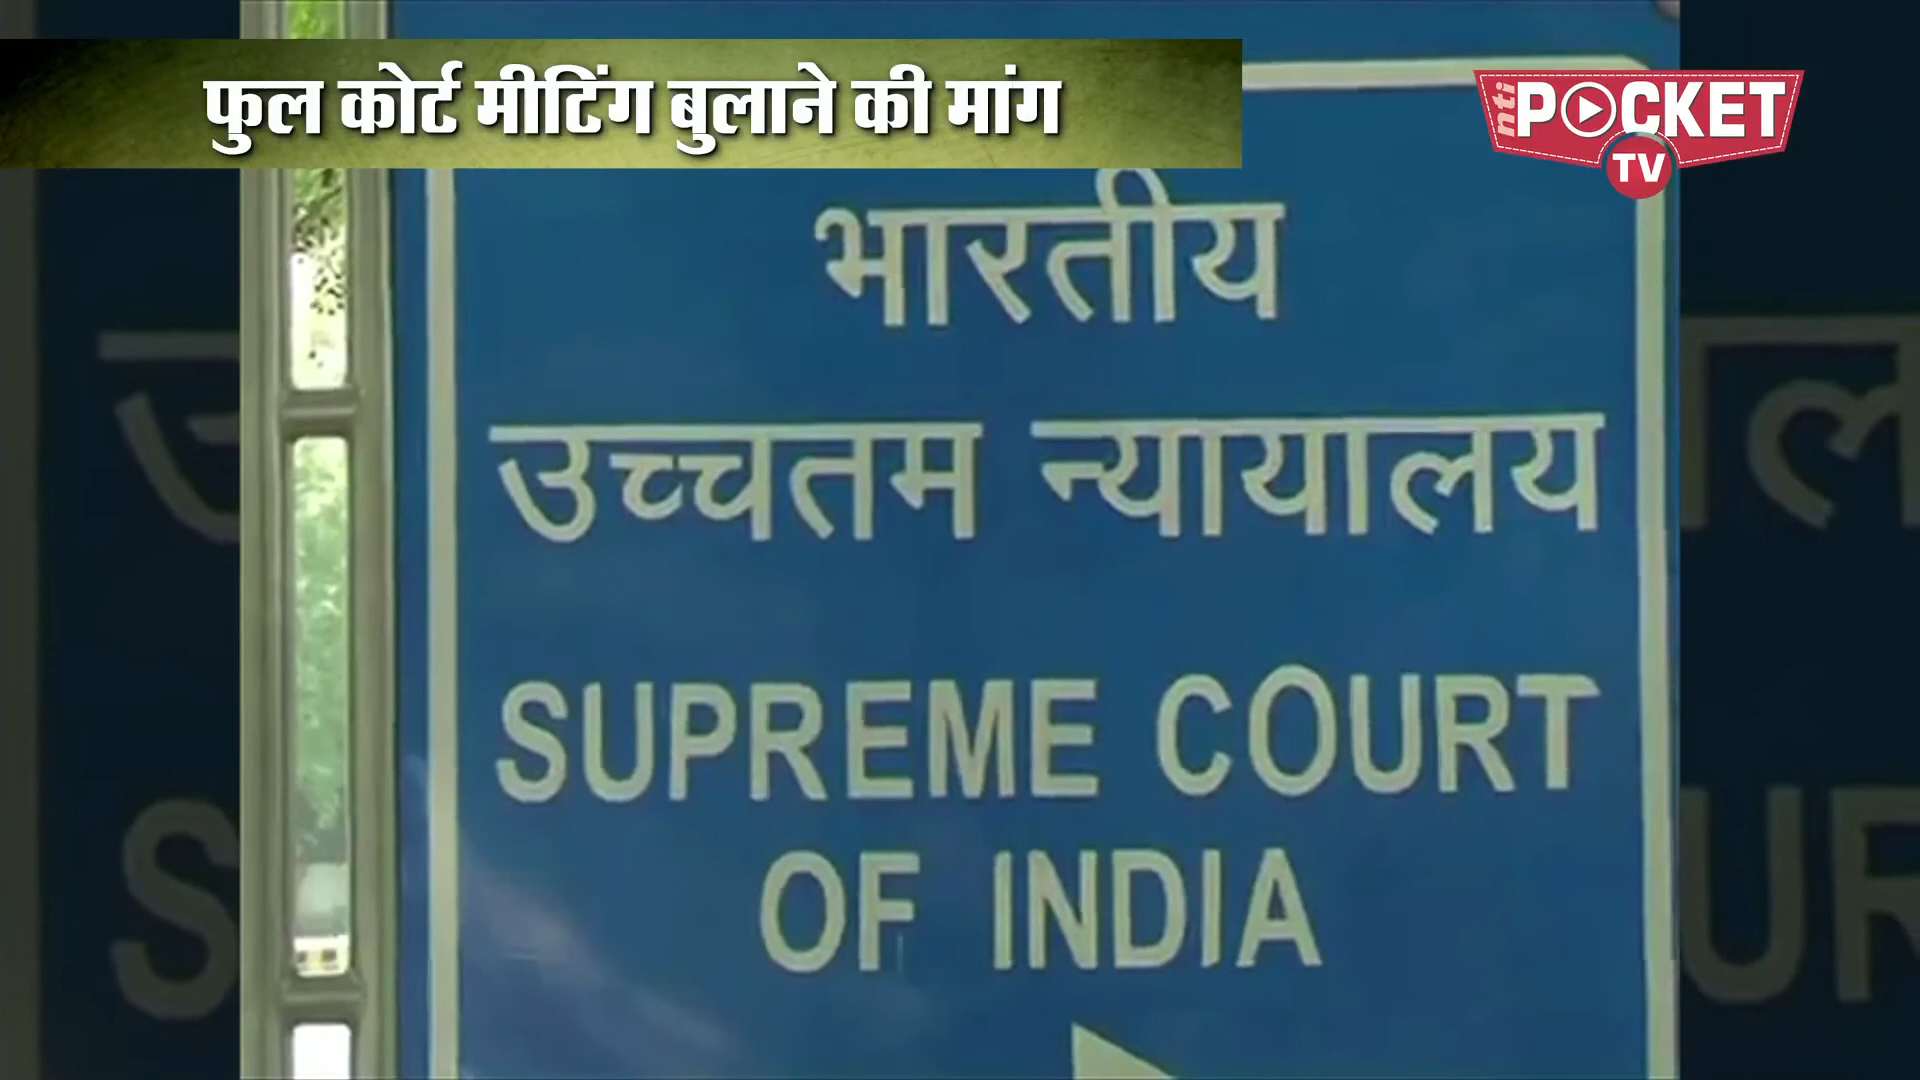 फुल कोर्ट मीटिंग बुलाने की मांग
nti
POCKET
TV
भारतीय
उच्चतम न्यायालय
SUPREME COURT
OF INDIA